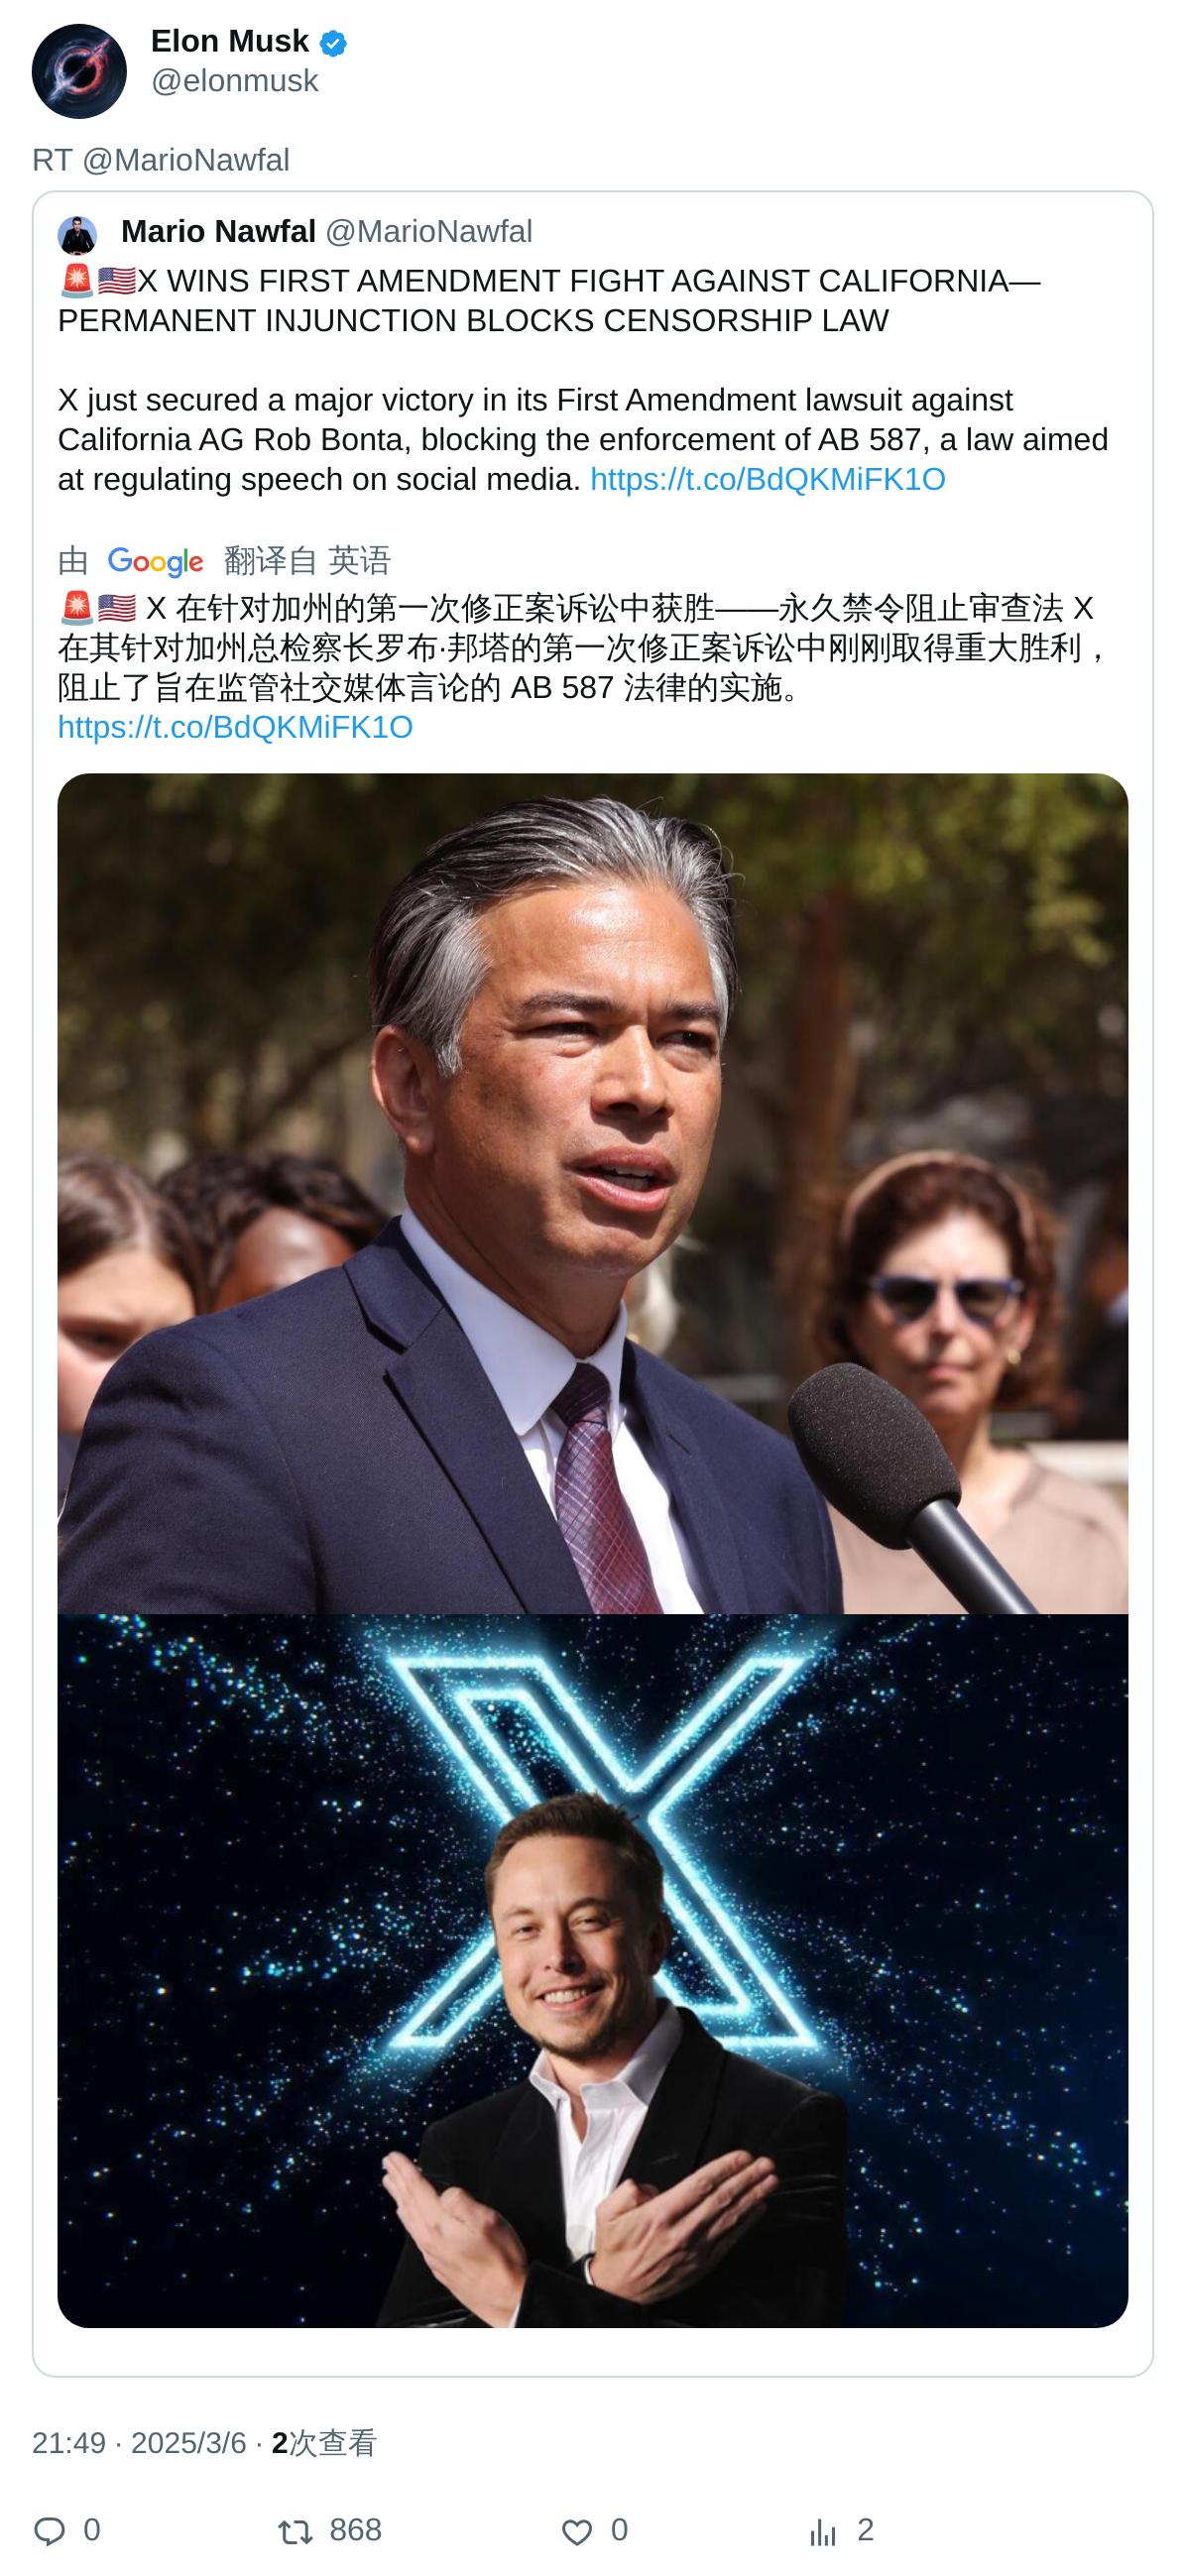 Elon Musk
@elonmusk
RT @MarioNawfal
Mario Nawfal @MarioNawfal
🚨🇺🇸X WINS FIRST AMENDMENT FIGHT AGAINST CALIFORNIA—
PERMANENT INJUNCTION BLOCKS CENSORSHIP LAW
X just secured a major victory in its First Amendment lawsuit against
California AG Rob Bonta, blocking the enforcement of AB 587, a law aimed
at regulating speech on social media. https://t.co/BdQKMiFK1O
由 Google 翻译自 英语
🚨🇺🇸 X 在针对加州的第一次修正案诉讼中获胜——永久禁令阻止审查法 X
在其针对加州总检察长罗布·邦塔的第一次修正案诉讼中刚刚取得重大胜利，
阻止了旨在监管社交媒体言论的 AB 587 法律的实施。
https://t.co/BdQKMiFK1O
X
21:49 · 2025/3/6 · 2次查看
0 868 0 2